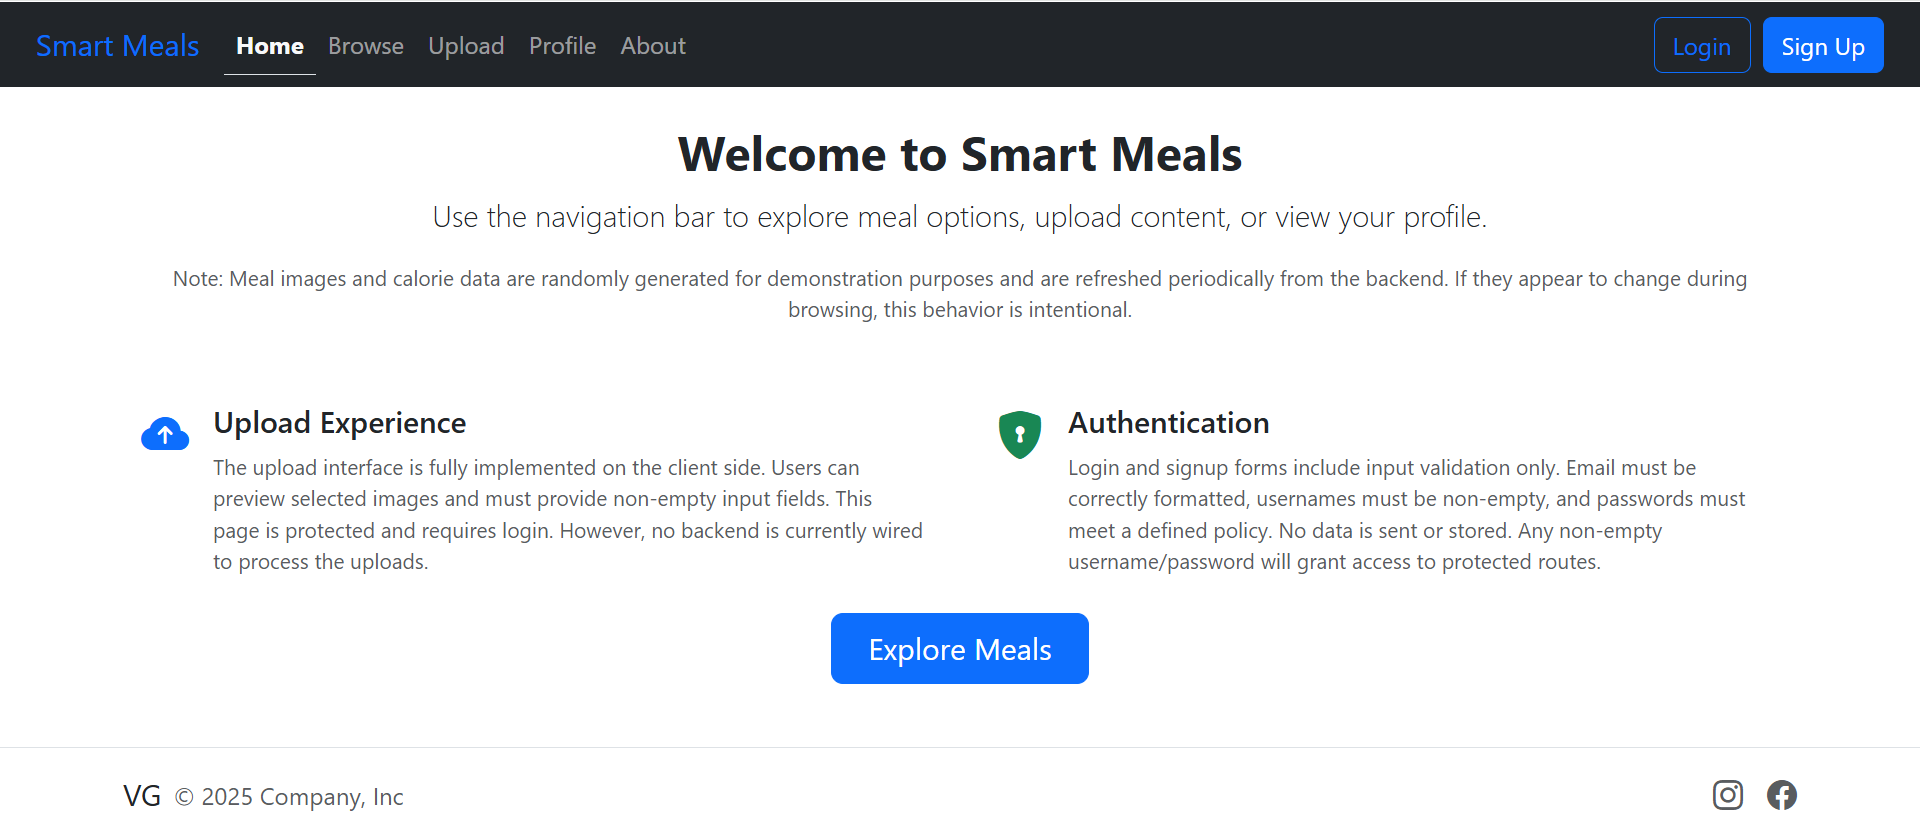 Smart Meals Home Browse Upload Profile About Login Sign Up
Welcome to Smart Meals
Use the navigation bar to explore meal options, upload content, or view your profile.
Note: Meal images and calorie data are randomly generated for demonstration purposes and are refreshed periodically from the backend. If they appear to change during
browsing, this behavior is intentional.
Upload Experience
The upload interface is fully implemented on the client side. Users can
preview selected images and must provide non-empty input fields. This
page is protected and requires login. However, no backend is currently wired
to process the uploads.
Authentication
Login and signup forms include input validation only. Email must be
correctly formatted, usernames must be non-empty, and passwords must
meet a defined policy. No data is sent or stored. Any non-empty
username/password will grant access to protected routes.
Explore Meals
VG © 2025 Company, Inc